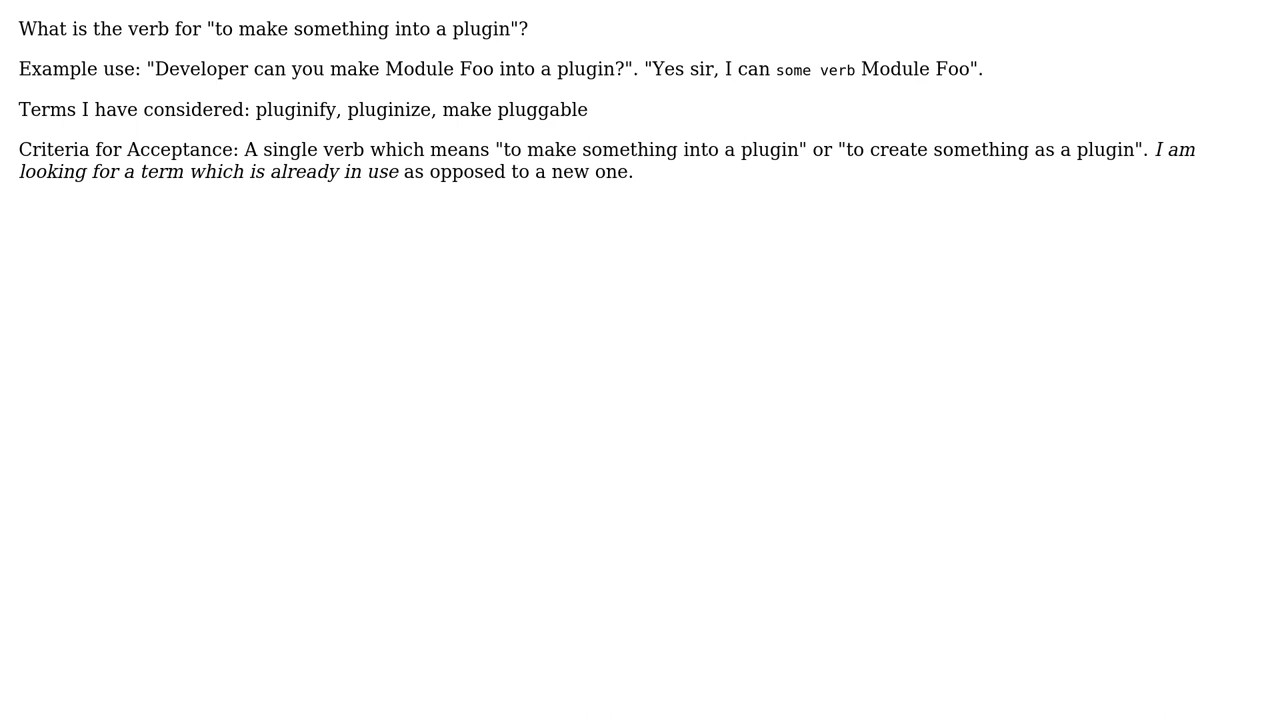 What is the verb for "to make something into a plugin"?
Example use: "Developer can you make Module Foo into a plugin?". "Yes sir, I can some verb Module Foo".
Terms I have considered: pluginify, pluginize, make pluggable
Criteria for Acceptance: A single verb which means "to make something into a plugin" or "to create something as a plugin". I am
looking for a term which is already in use as opposed to a new one.